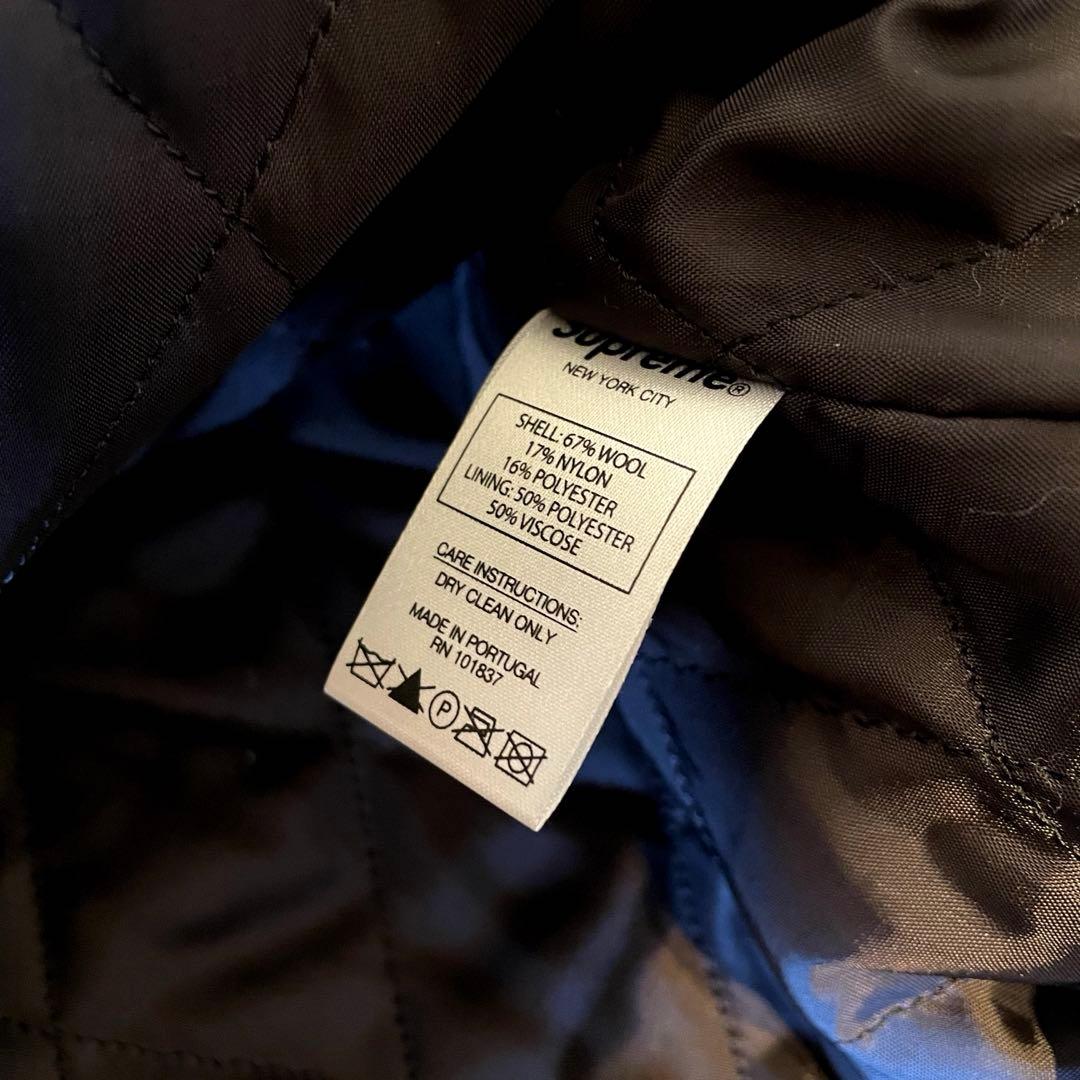 Supreme®
NEW YORK CITY
SHELL: 67% WOOL
17% NYLON
16% POLYESTER
LINING: 50% POLYESTER
50% VISCOSE
CARE INSTRUCTIONS:
DRY CLEAN ONLY
MADE IN PORTUGAL
RN 101837
P